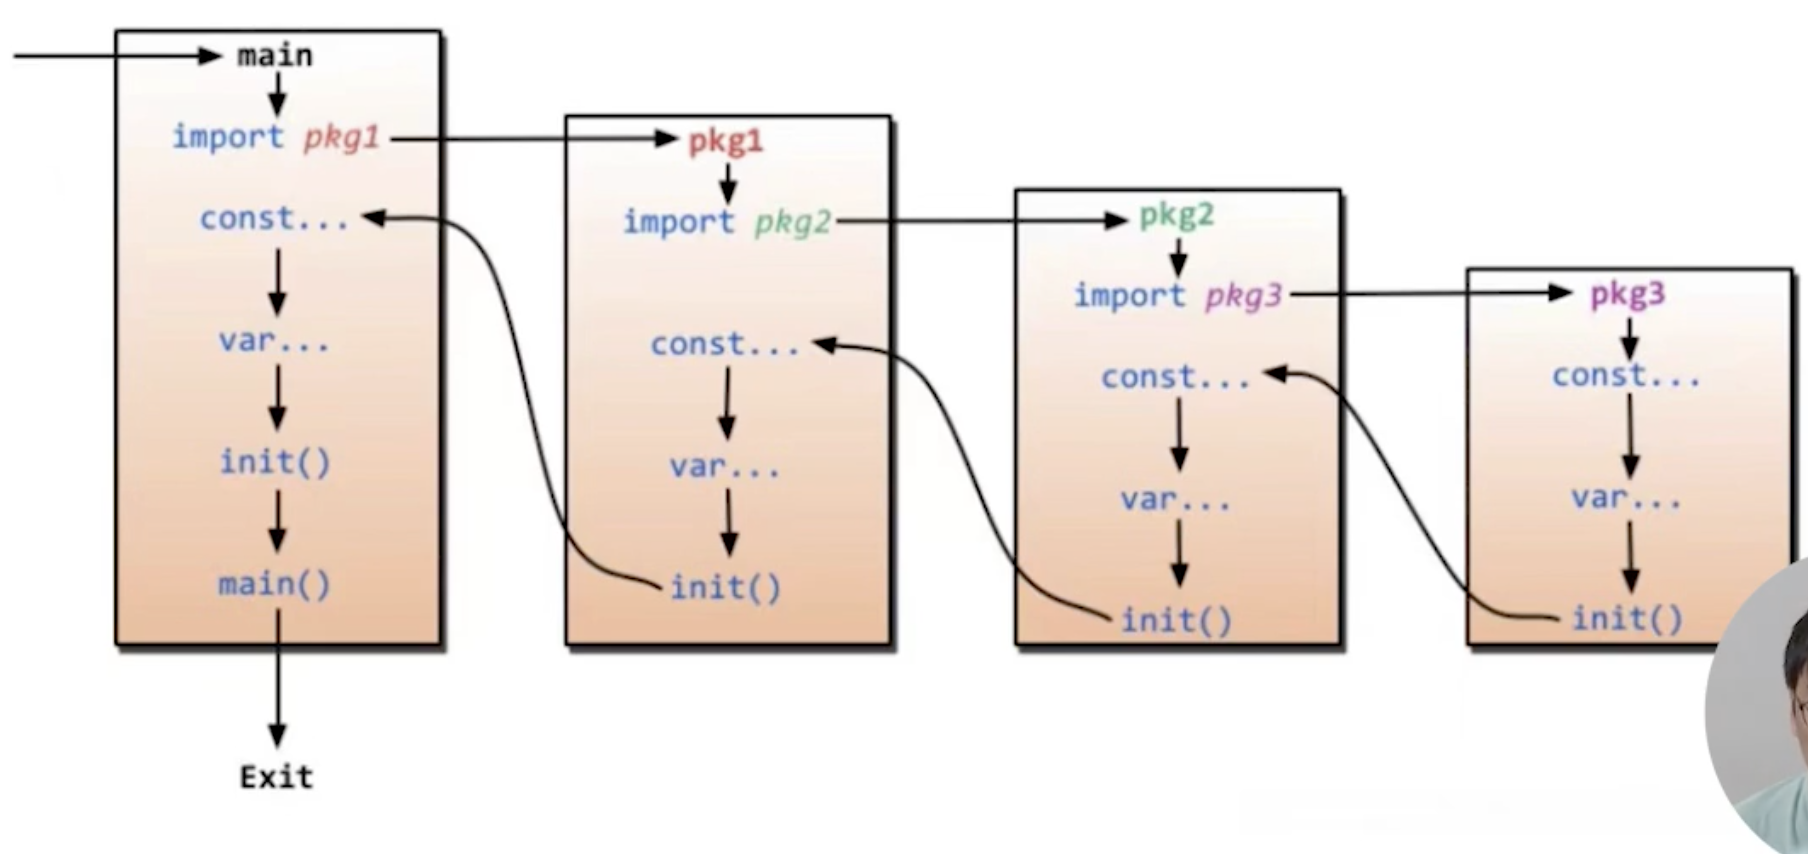 main
import pkg1
const...
var...
init()
main()
Exit
pkg1
import pkg2
const...
var...
init()
pkg2
import pkg3
const...
var...
init()
pkg3
const...
var...
init()